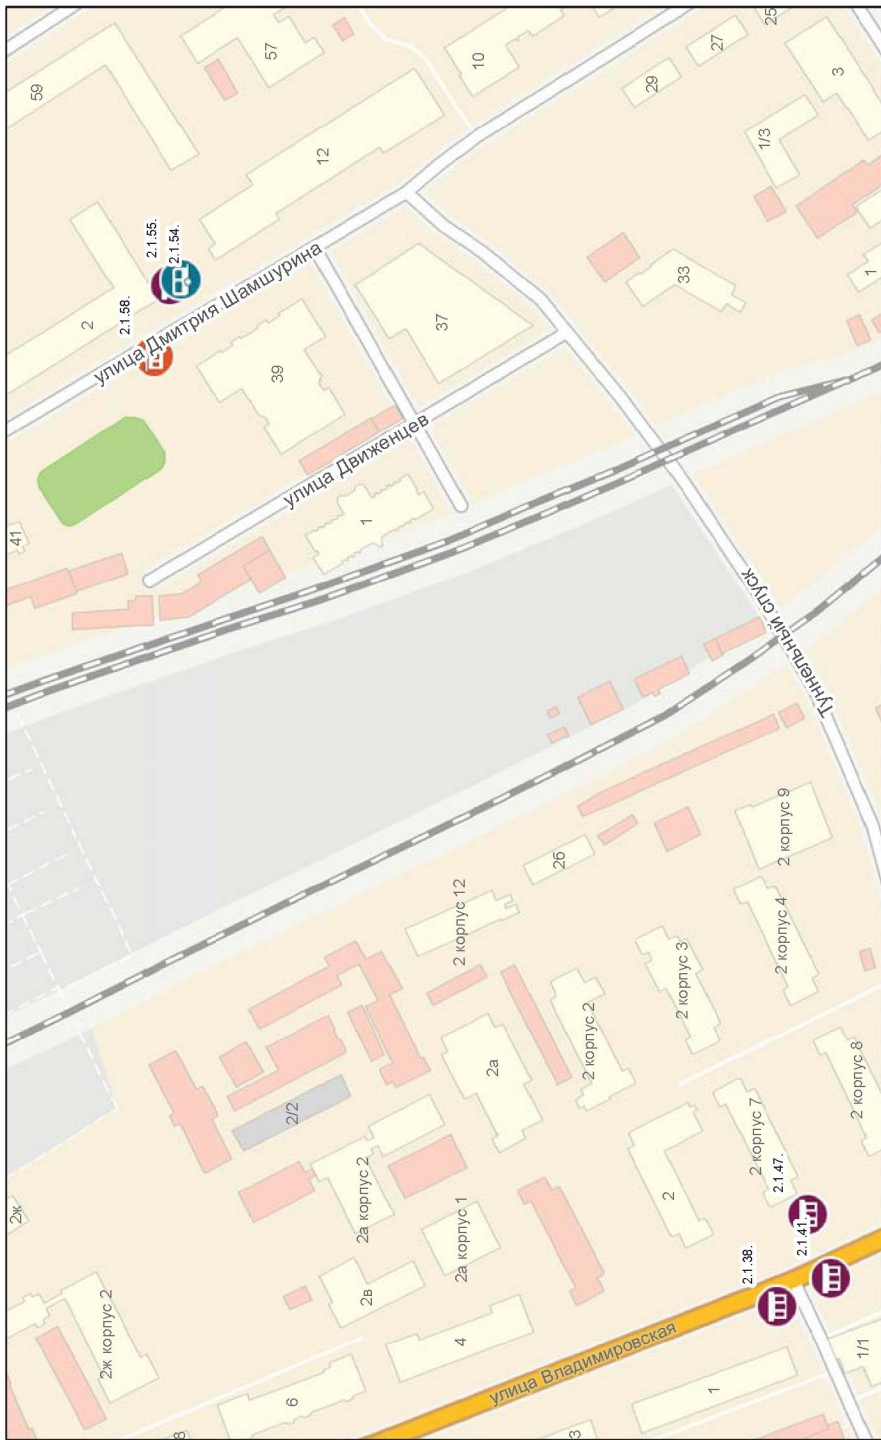 59
57
10
27
25
29
3
1/3
12
2.1.55.
2.1.54.
2
2.1.58.
улица Дмитрия Шамшурина
37
33
1
39
улица Движенцев
41
1
Туннельный спуск
2 корпус 9
2б
2 корпус 12
2 корпус 4
2 корпус 3
2 корпус 2
2а
2 корпус 8
2/2
2 корпус 7
2а корпус 2
2
2.1.47.
2ж
2а корпус 1
2.1.41.
2.1.38.
2в
2ж корпус 2
4
улица Владимировская
1/1
6
1
3
8